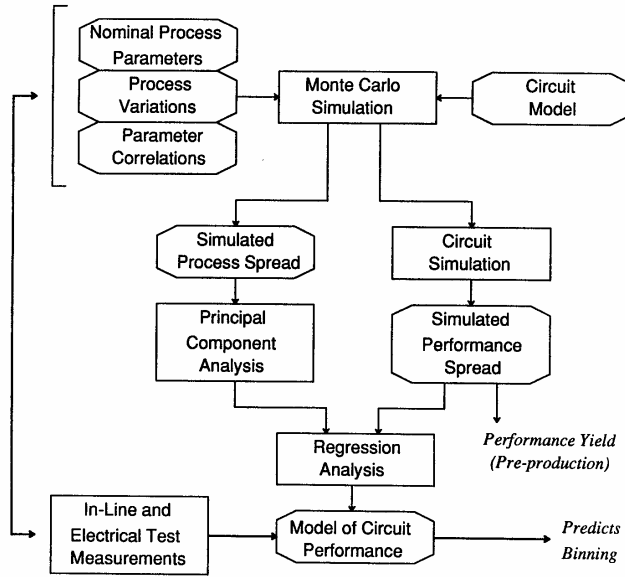 Nominal Process
Parameters
Process
Variations
Parameter
Correlations
Monte Carlo
Simulation
Circuit
Model
Simulated
Process Spread
Circuit
Simulation
Principal
Component
Analysis
Simulated
Performance
Spread
Performance Yield
(Pre-production)
Regression
Analysis
In-Line and
Electrical Test
Measurements
Model of Circuit
Performance
Predicts
Binning